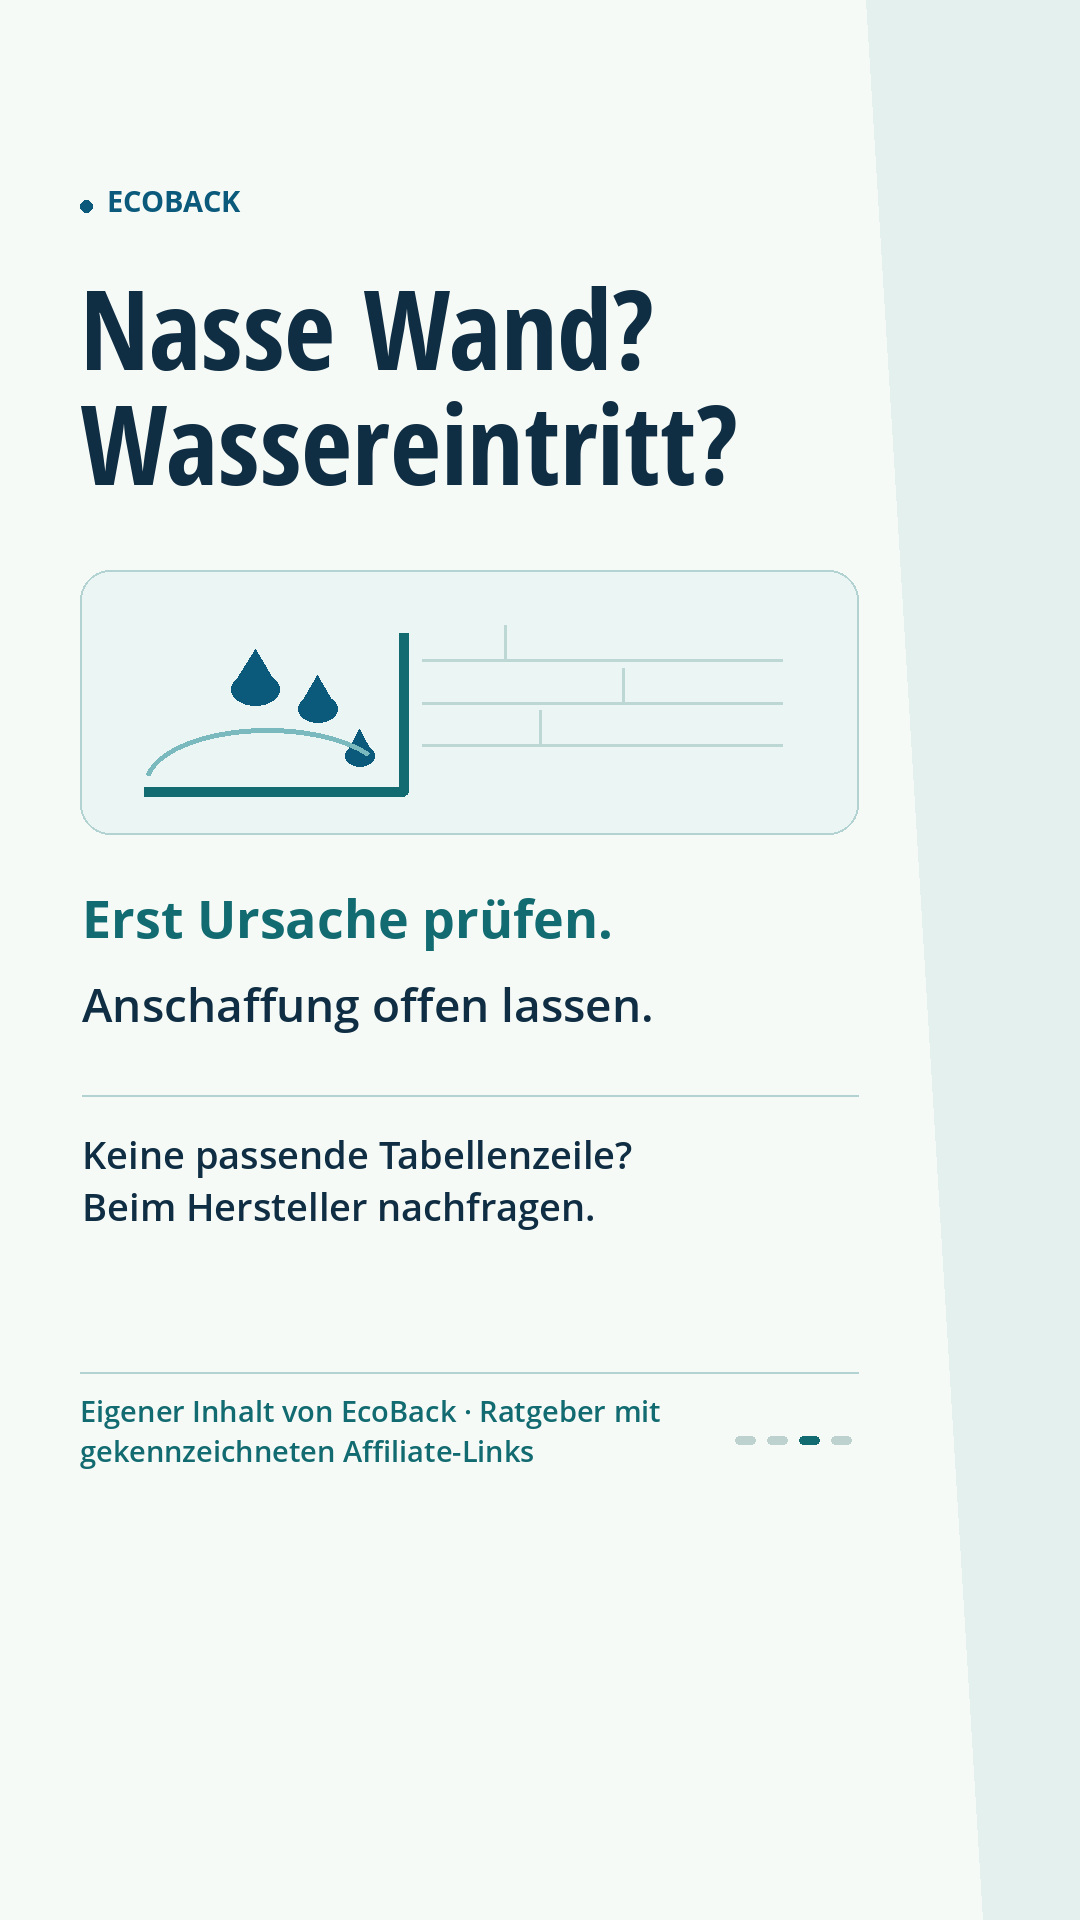 ECOBACK
Nasse Wand?
Wassereintritt?
Erst Ursache prüfen.
Anschaffung offen lassen.
Keine passende Tabellenzeile?
Beim Hersteller nachfragen.
Eigener Inhalt von EcoBack · Ratgeber mit
gekennzeichneten Affiliate-Links